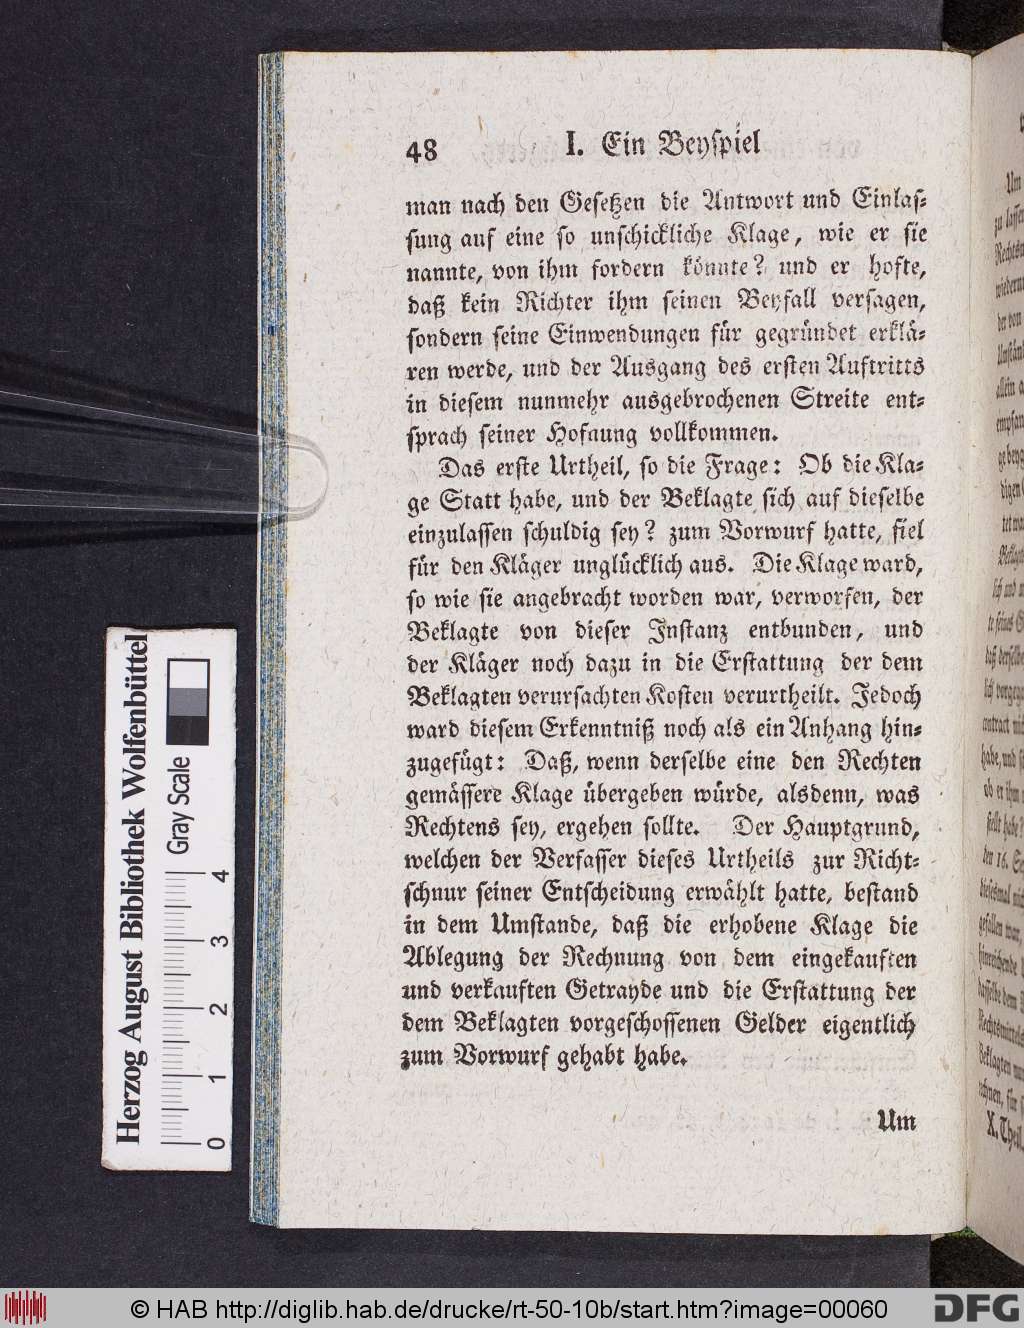 48 I. Ein Beyspiel
man nach den Gesetzen die Antwort und Einlas-
sung auf eine so unschickliche Klage, wie er sie
nannte, von ihm fordern könnte? und er hofte,
daß kein Richter ihm seinen Beyfall versagen,
sondern seine Einwendungen für gegründet erklä-
ren werde, und der Ausgang des ersten Auftritts
in diesem nunmehr ausgebrochenen Streite ent-
sprach seiner Hofnung vollkommen.
Das erste Urtheil, so die Frage: Ob die Kla-
ge Statt habe, und der Beklagte sich auf dieselbe
einzulassen schuldig sey? zum Vorwurf hatte, fiel
für den Kläger unglücklich aus. Die Klage ward,
so wie sie angebracht worden war, verworfen, der
Beklagte von dieser Instanz entbunden, und
der Kläger noch dazu in die Erstattung der dem
Beklagten verursachten Kosten verurtheilt. Jedoch
ward diesem Erkenntniß noch als ein Anhang hin-
zugefügt: Daß, wenn derselbe eine den Rechten
gemässere Klage übergeben würde, alsdenn, was
Rechtens sey, ergehen sollte. Der Hauptgrund,
welchen der Verfasser dieses Urtheils zur Richt-
schnur seiner Entscheidung erwählt hatte, bestand
in dem Umstande, daß die erhobene Klage die
Ablegung der Rechnung von dem eingekauften
und verkauften Getrayde und die Erstattung der
dem Beklagten vorgeschossenen Gelder eigentlich
zum Vorwurf gehabt habe.
Um
Herzog August Bibliothek Wolfenbüttel
Gray Scale
0 1 2 3 4
Um
X. Theil.
© HAB http://diglib.hab.de/drucke/rt-50-10b/start.htm?image=00060
DFG